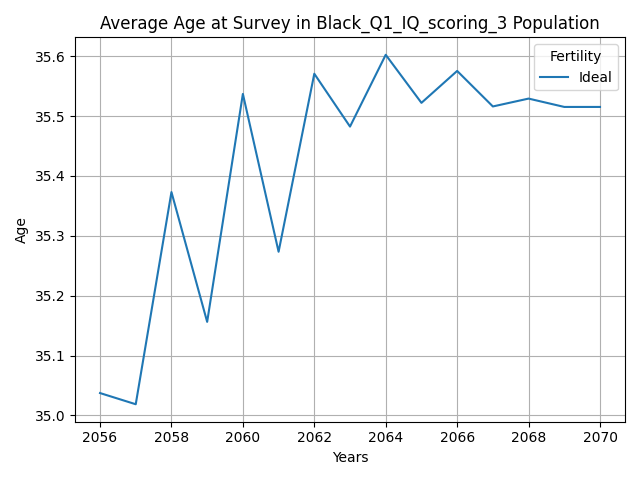 Average Age at Survey in Black_Q1_IQ_scoring_3 Population
Fertility
Ideal
35.6
35.5
35.4
35.3
35.2
35.1
35.0
Age
2056 2058 2060 2062 2064 2066 2068 2070
Years